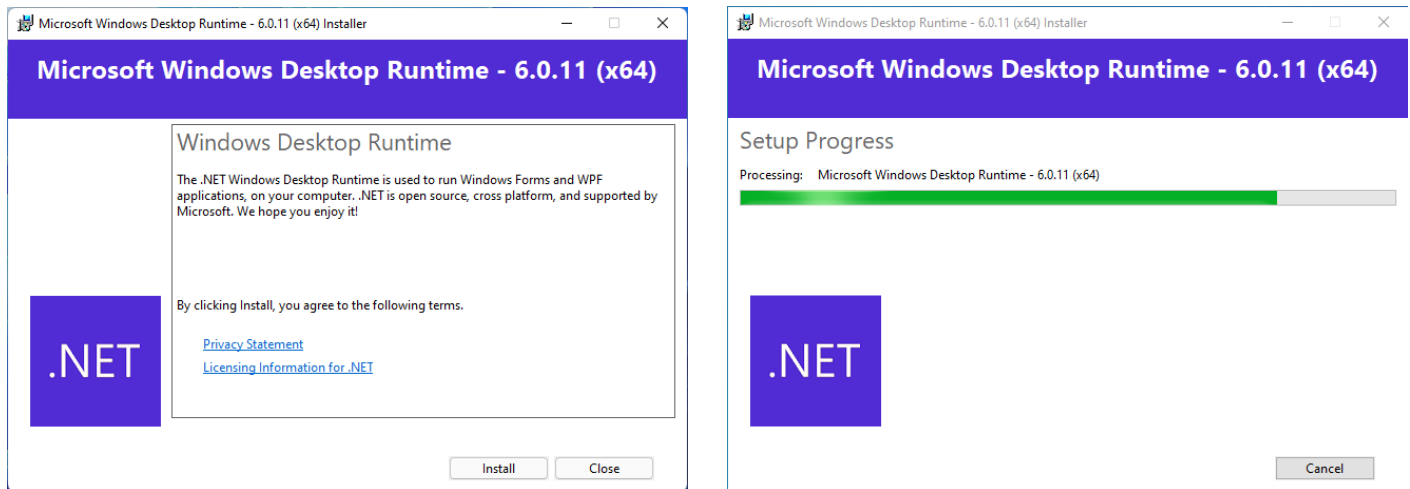 Microsoft Windows Desktop Runtime - 6.0.11 (x64) Installer
Microsoft Windows Desktop Runtime - 6.0.11 (x64)
Windows Desktop Runtime
The .NET Windows Desktop Runtime is used to run Windows Forms and WPF
applications, on your computer. .NET is open source, cross platform, and supported by
Microsoft. We hope you enjoy it!
By clicking Install, you agree to the following terms.
Privacy Statement
Licensing Information for .NET
.NET
Install
Close
Microsoft Windows Desktop Runtime - 6.0.11 (x64) Installer
Microsoft Windows Desktop Runtime - 6.0.11 (x64)
Setup Progress
Processing: Microsoft Windows Desktop Runtime - 6.0.11 (x64)
.NET
Cancel